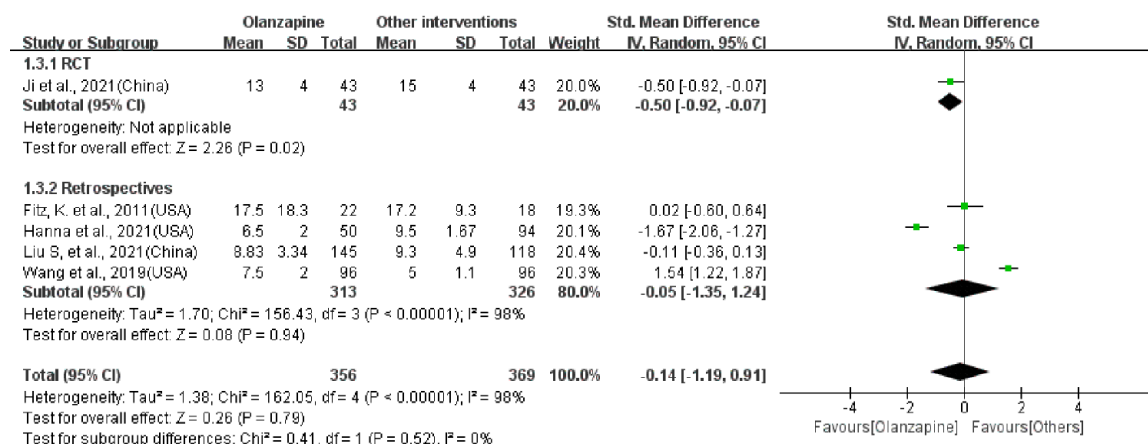 Olanzapine Other interventions Std. Mean Difference Std. Mean Difference
Study or Subgroup Mean SD Total Mean SD Total Weight IV, Random, 95% CI IV, Random, 95% CI
1.3.1 RCT
Ji et al., 2021(China) 13 4 43 15 4 43 20.0% -0.50 [-0.92, -0.07]
Subtotal (95% CI) 43 43 20.0% -0.50 [-0.92, -0.07]
Heterogeneity: Not applicable
Test for overall effect: Z = 2.26 (P = 0.02)
1.3.2 Retrospectives
Fitz, K. et al., 2011(USA) 17.5 18.3 22 17.2 9.3 18 19.3% 0.02 [-0.60, 0.64]
Hanna et al., 2021(USA) 6.5 2 50 9.5 1.67 94 20.1% -1.67 [-2.06, -1.27]
Liu S, et al., 2021(China) 8.83 3.34 145 9.3 4.9 118 20.4% -0.11 [-0.36, 0.13]
Wang et al., 2019(USA) 7.5 2 96 5 1.1 96 20.3% 1.54 [1.22, 1.87]
Subtotal (95% CI) 313 326 80.0% -0.05 [-1.35, 1.24]
Heterogeneity: Tau² = 1.70; Chi² = 156.43, df = 3 (P < 0.00001); I² = 98%
Test for overall effect: Z = 0.08 (P = 0.94)
Total (95% CI) 356 369 100.0% -0.14 [-1.19, 0.91]
Heterogeneity: Tau² = 1.38; Chi² = 162.05, df = 4 (P < 0.00001); I² = 98%
Test for overall effect: Z = 0.26 (P = 0.79)
Test for subgroup differences: Chi² = 0.41, df = 1 (P = 0.52), I² = 0%
-4 -2 0 2 4
Favours[Olanzapine] Favours[Others]